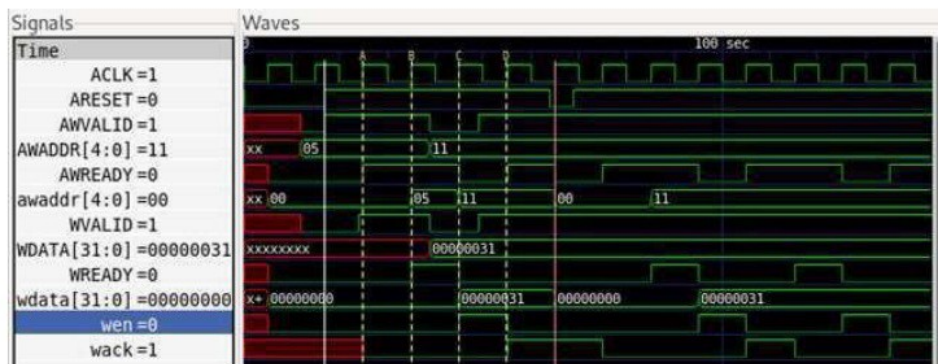 Signals
Waves
Time
100 sec
A B C D
ACLK =1
ARESET =0
AWVALID =1
AWADDR[4:0] =11 xx 05 11
AWREADY =0
awaddr[4:0] =00 xx 00 05 11 00 11
WVALID =1
WDATA[31:0] =00000031 xxxxxxxx 00000031
WREADY =0
wdata[31:0] =00000000 x+ 00000000 00000031 00000000 00000031
wen =0
wack =1